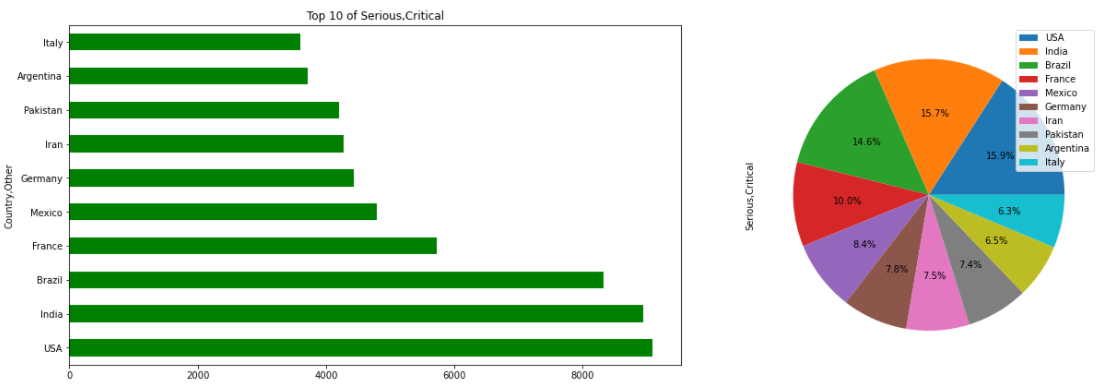 Top 10 of Serious,Critical
Country,Other
Italy
Argentina
Pakistan
Iran
Germany
Mexico
France
Brazil
India
USA
0 2000 4000 6000 8000
Serious,Critical
USA
India
Brazil
France
Mexico
Germany
Iran
Pakistan
Argentina
Italy
15.9%
15.7%
14.6%
10.0%
8.4%
7.8%
7.5%
7.4%
6.5%
6.3%